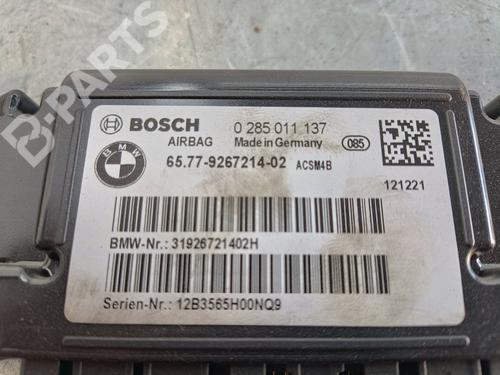 B-PARTS
BOSCH 0 285 011 137
AIRBAG Made in Germany 085
BMW 65.77-9267214-02 ACSM4B
121221
BMW-Nr.: 31926721402H
Serien-Nr.: 12B3565H00NQ9